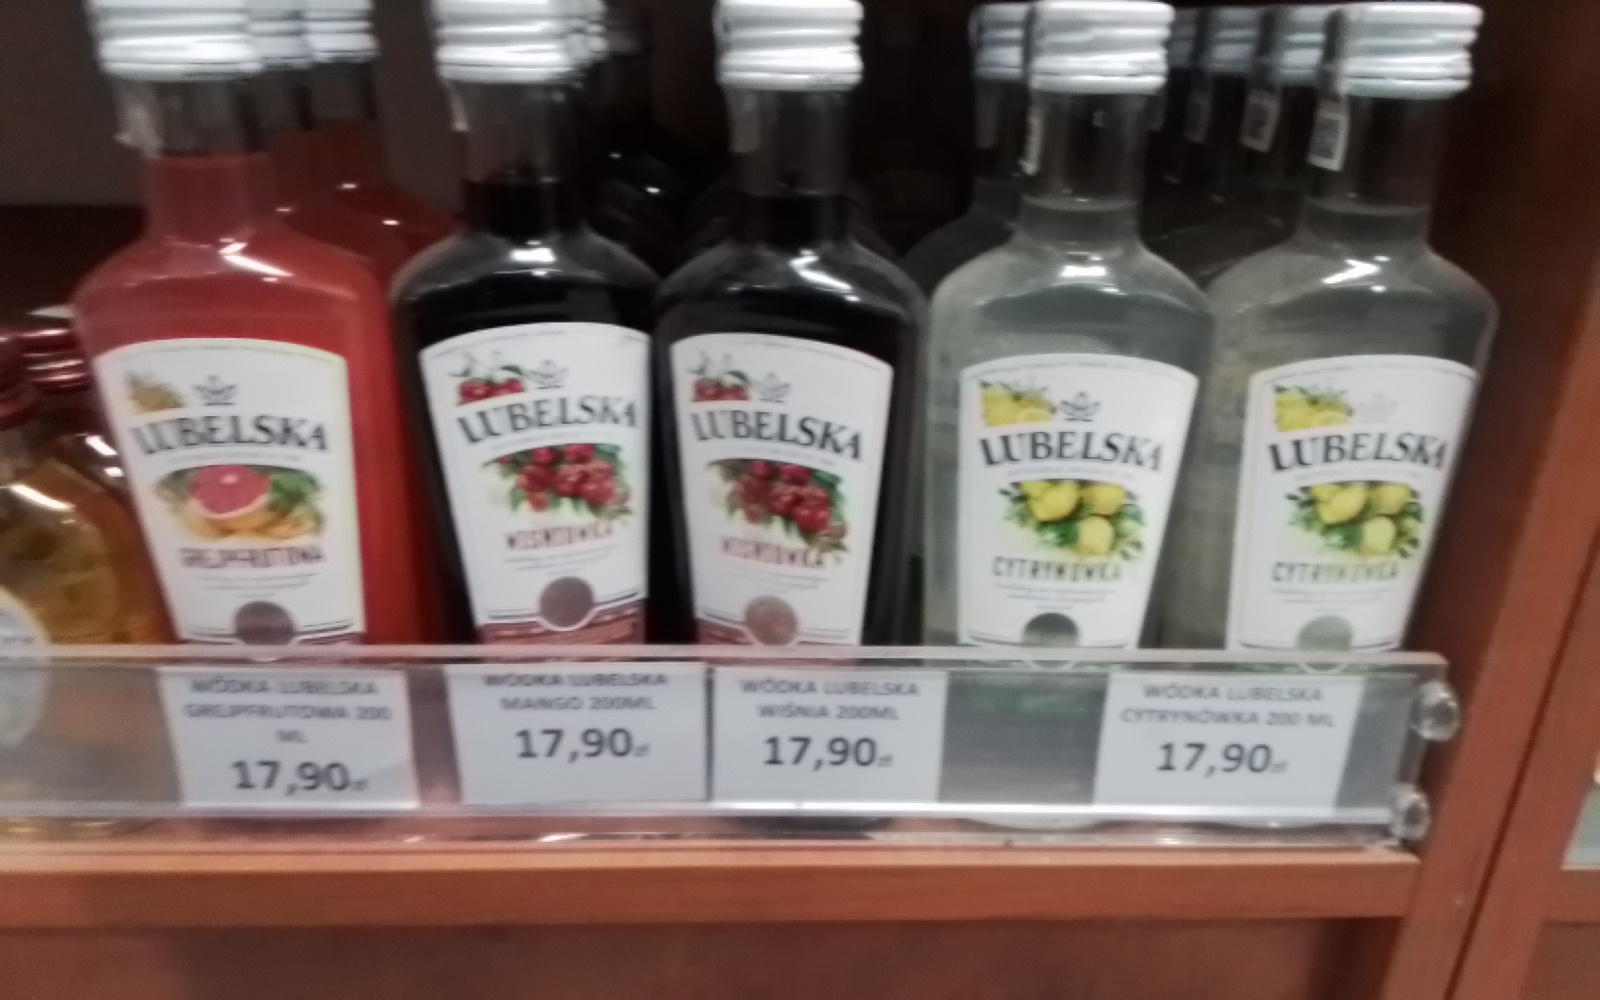 LUBELSKA
GREJPFRUTOWA
LUBELSKA
WIŚNIÓWKA
LUBELSKA
WIŚNIÓWKA
LUBELSKA
CYTRYNÓWKA
LUBELSKA
CYTRYNÓWKA
WÓDKA LUBELSKA
GREJPFRUTOWA 200
ML
17,90zł
WÓDKA LUBELSKA
MANGO 200ML
17,90zł
WÓDKA LUBELSKA
WIŚNIA 200ML
17,90zł
WÓDKA LUBELSKA
CYTRYNÓWKA 200 ML
17,90zł